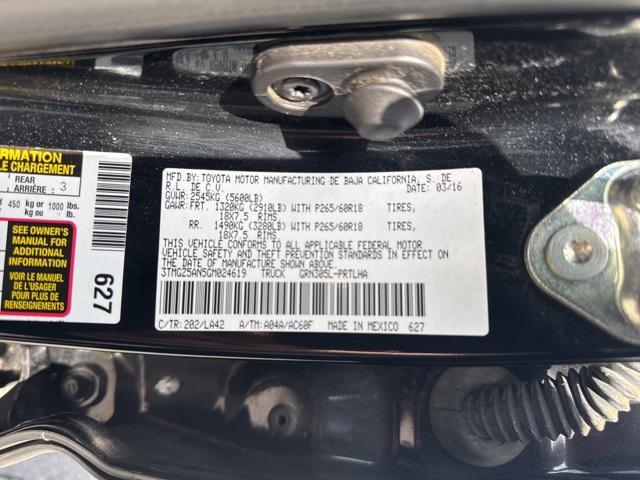 MFD.BY: TOYOTA MOTOR MANUFACTURING DE BAJA CALIFORNIA, S. DE
R.L. DE C.V. DATE: 03/16
GVWR: 2545KG (5600LB)
GAWR: FRT. 1320KG (2910LB) WITH P265/60R18 TIRES,
18X7.5 RIMS
RR. 1490KG (3280LB) WITH P265/60R18 TIRES,
18X7.5 RIMS
THIS VEHICLE CONFORMS TO ALL APPLICABLE FEDERAL MOTOR
VEHICLE SAFETY AND THEFT PREVENTION STANDARDS IN EFFECT
ON THE DATE OF MANUFACTURE SHOWN ABOVE.
3TMGZ5AN5GM024619 TRUCK GRN305L-PRTLHA
C/TR: 202/LA42 A/TM: A04A/AC60F MADE IN MEXICO 627
ORMATION
LE CHARGEMENT
REAR
ARRIÈRE 3
450 kg or 1000 lbs.
kg ou lb.
SEE OWNER'S
MANUAL FOR
ADDITIONAL
INFORMATION
VOIR MANUEL
DE L'USAGER
POUR PLUS DE
RENSEIGNEMENTS
627